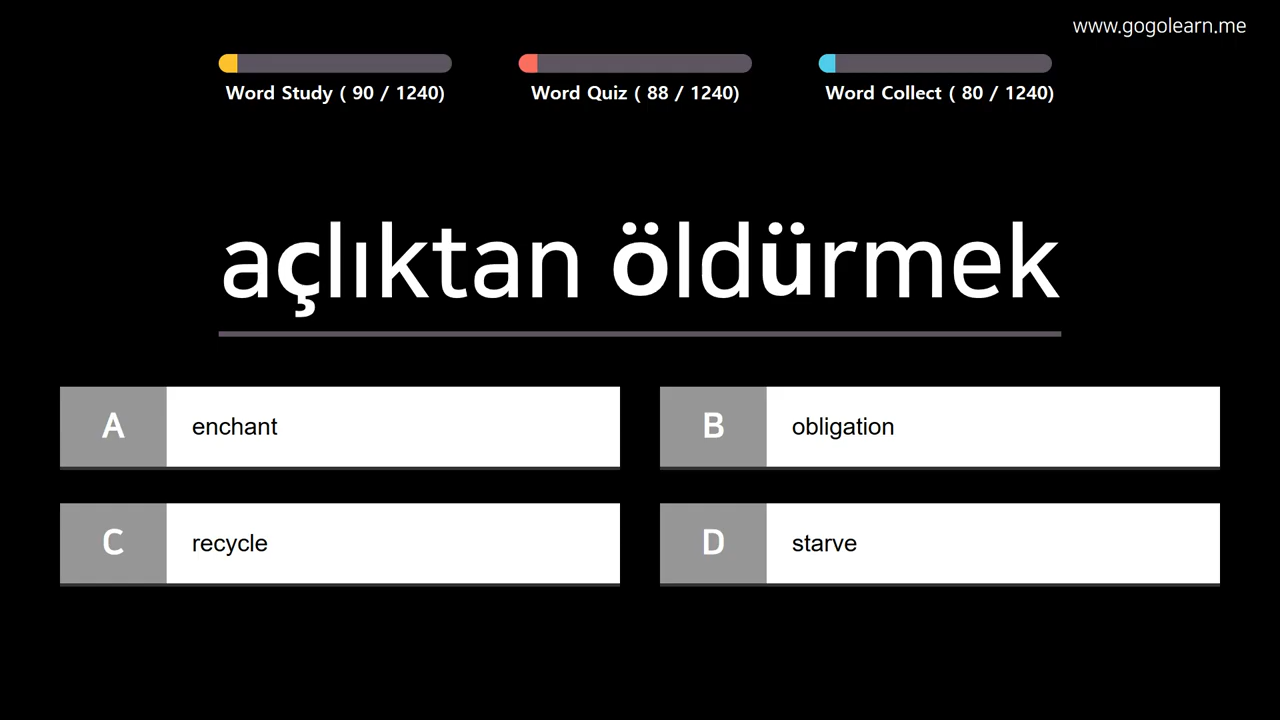 www.gogolearn.me
Word Study ( 90 / 1240)
Word Quiz ( 88 / 1240)
Word Collect ( 80 / 1240)
açlıktan öldürmek
A enchant
B obligation
C recycle
D starve